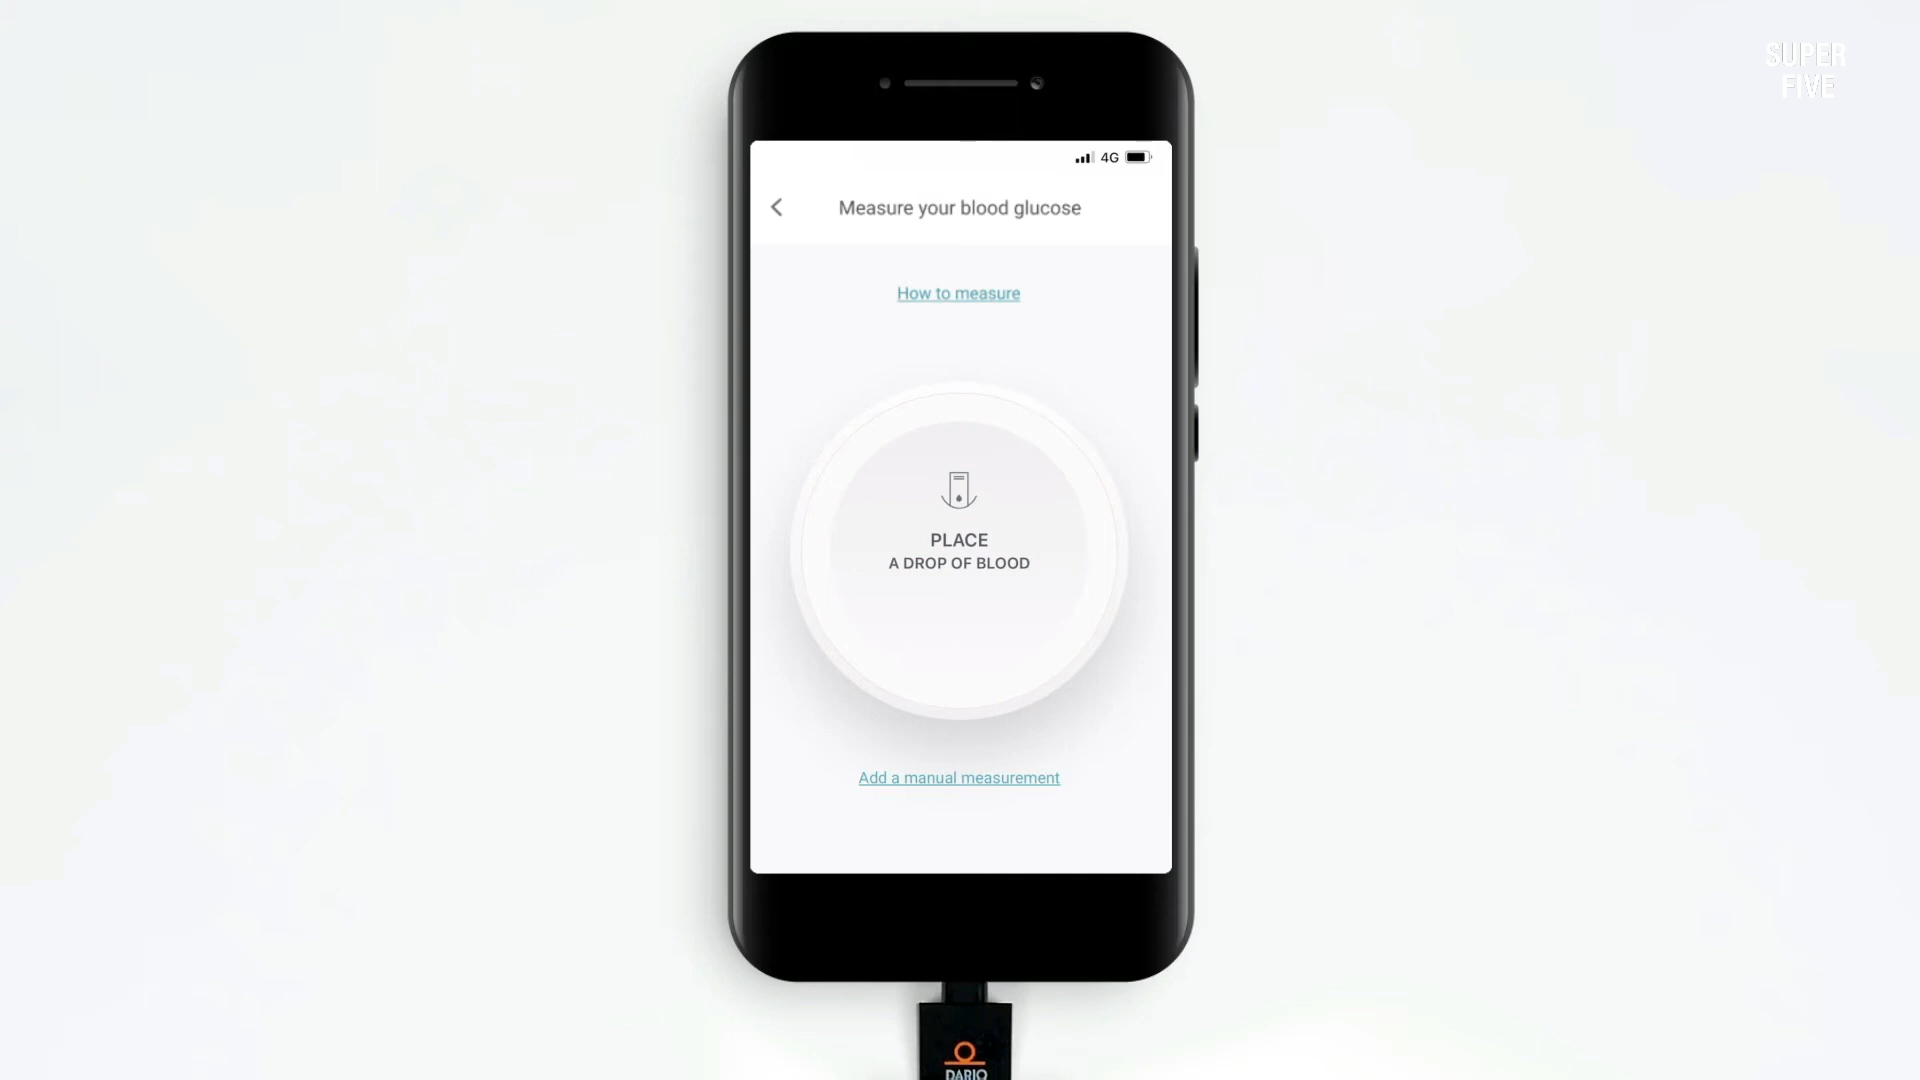 SUPER
FIVE
4G
Measure your blood glucose
How to measure
PLACE
A DROP OF BLOOD
Add a manual measurement
DARIO